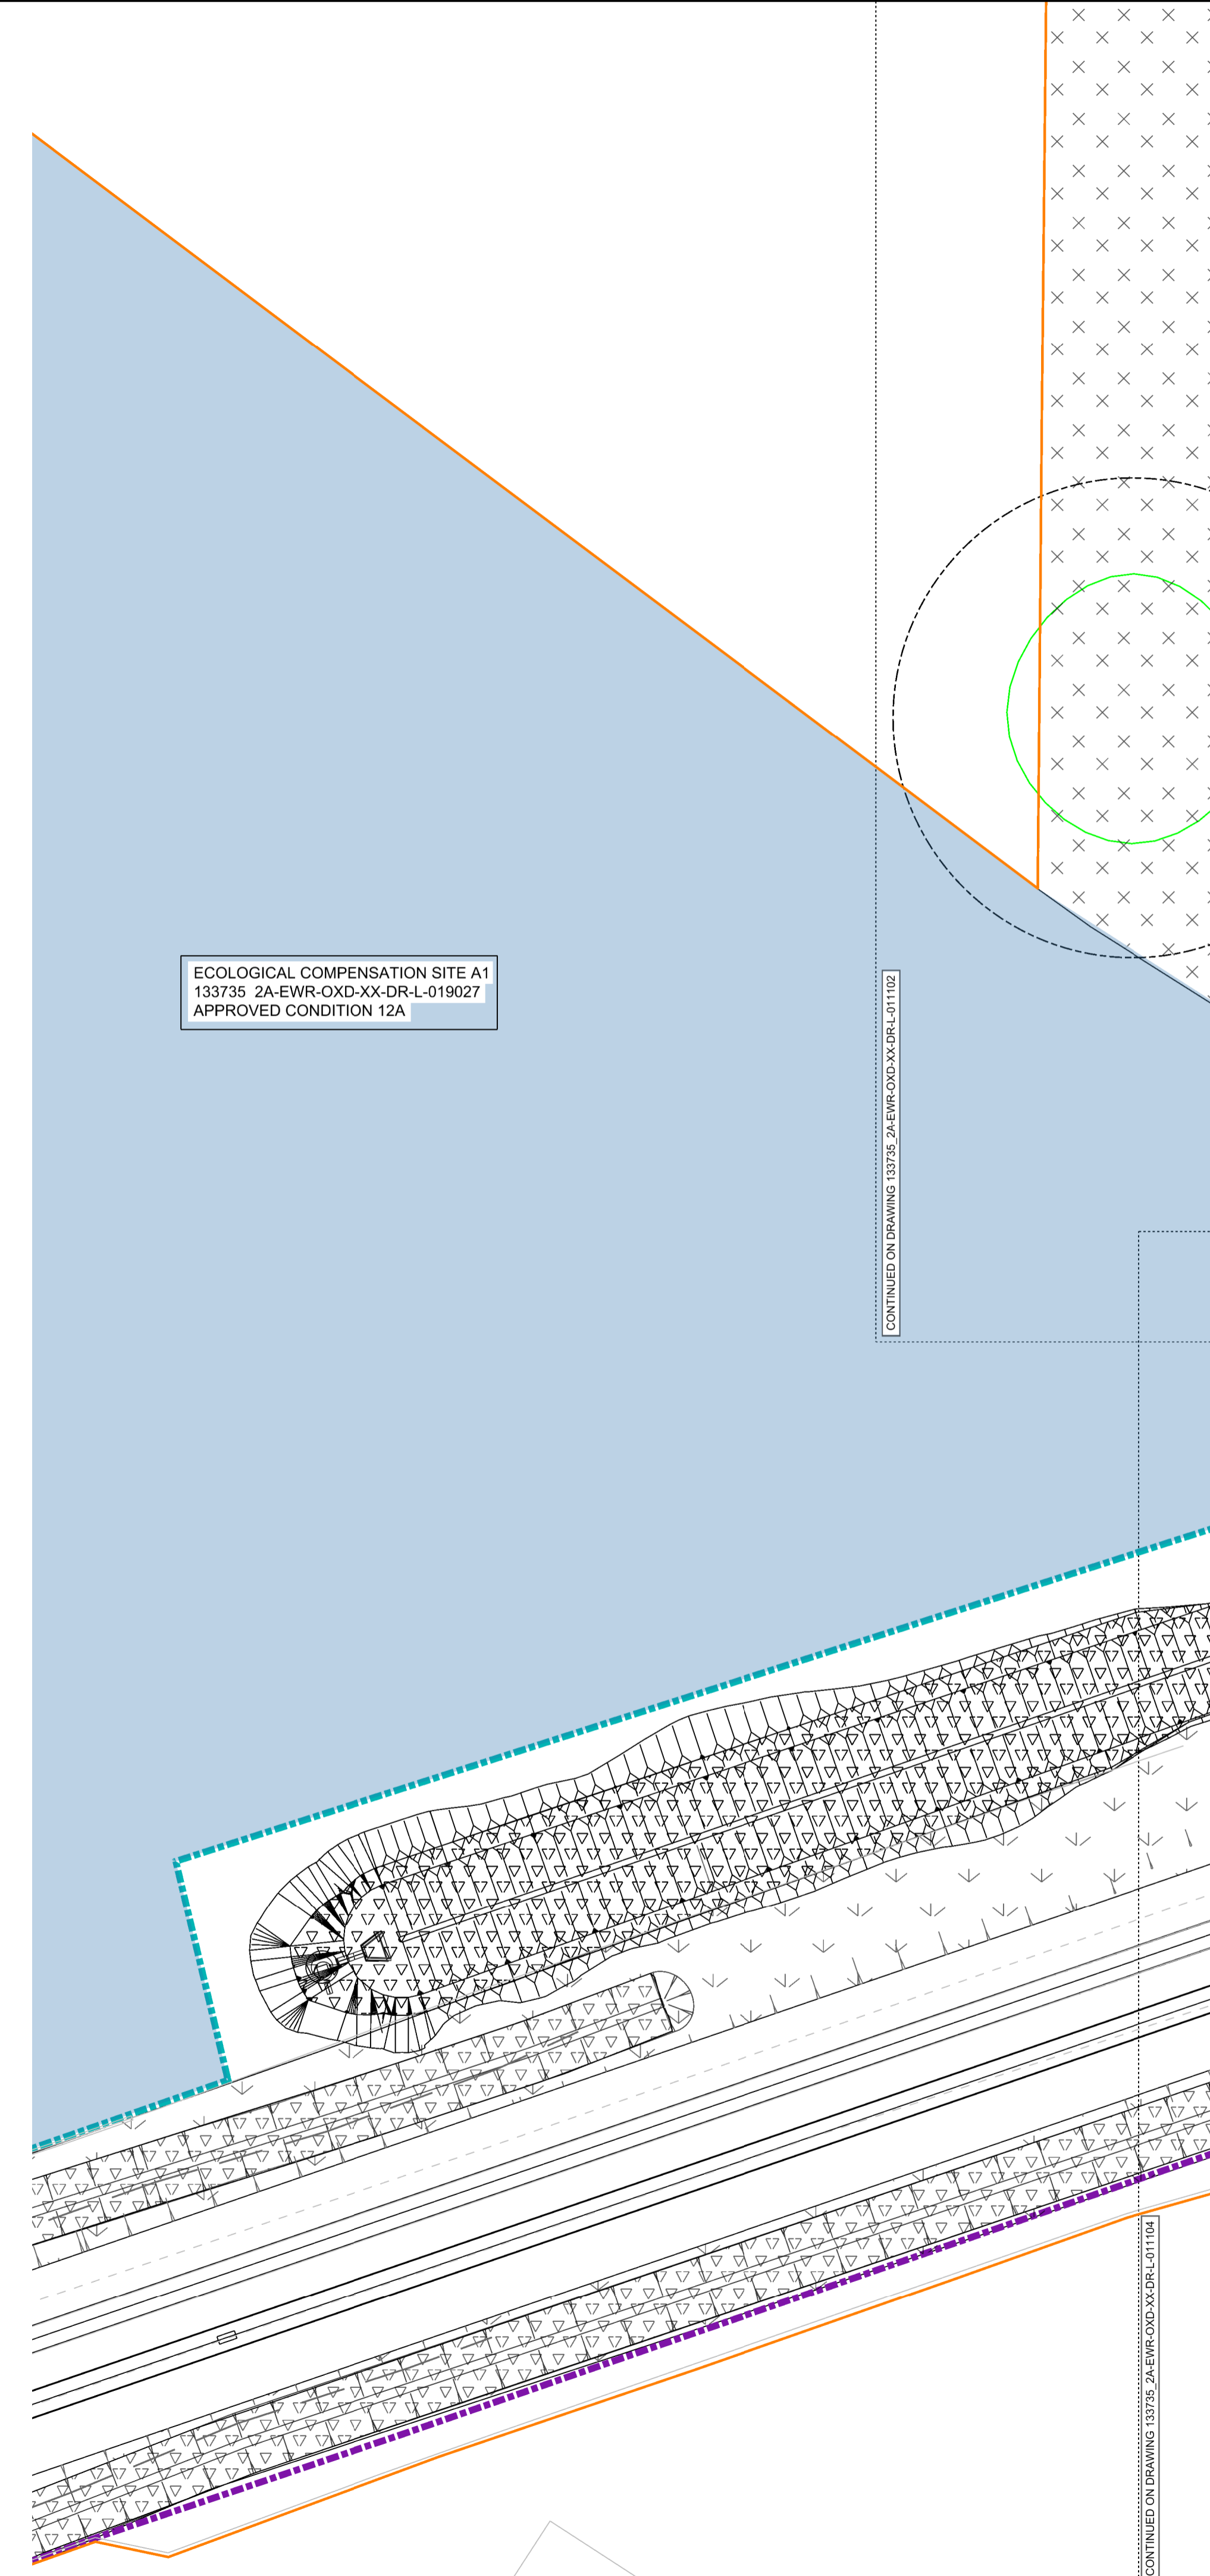 ECOLOGICAL COMPENSATION SITE A1
133735 2A-EWR-OXD-XX-DR-L-019027
APPROVED CONDITION 12A
CONTINUED ON DRAWING 133735_2A-EWR-OXD-XX-DR-L-011102
CONTINUED ON DRAWING 133735_2A-EWR-OXD-XX-DR-L-011104